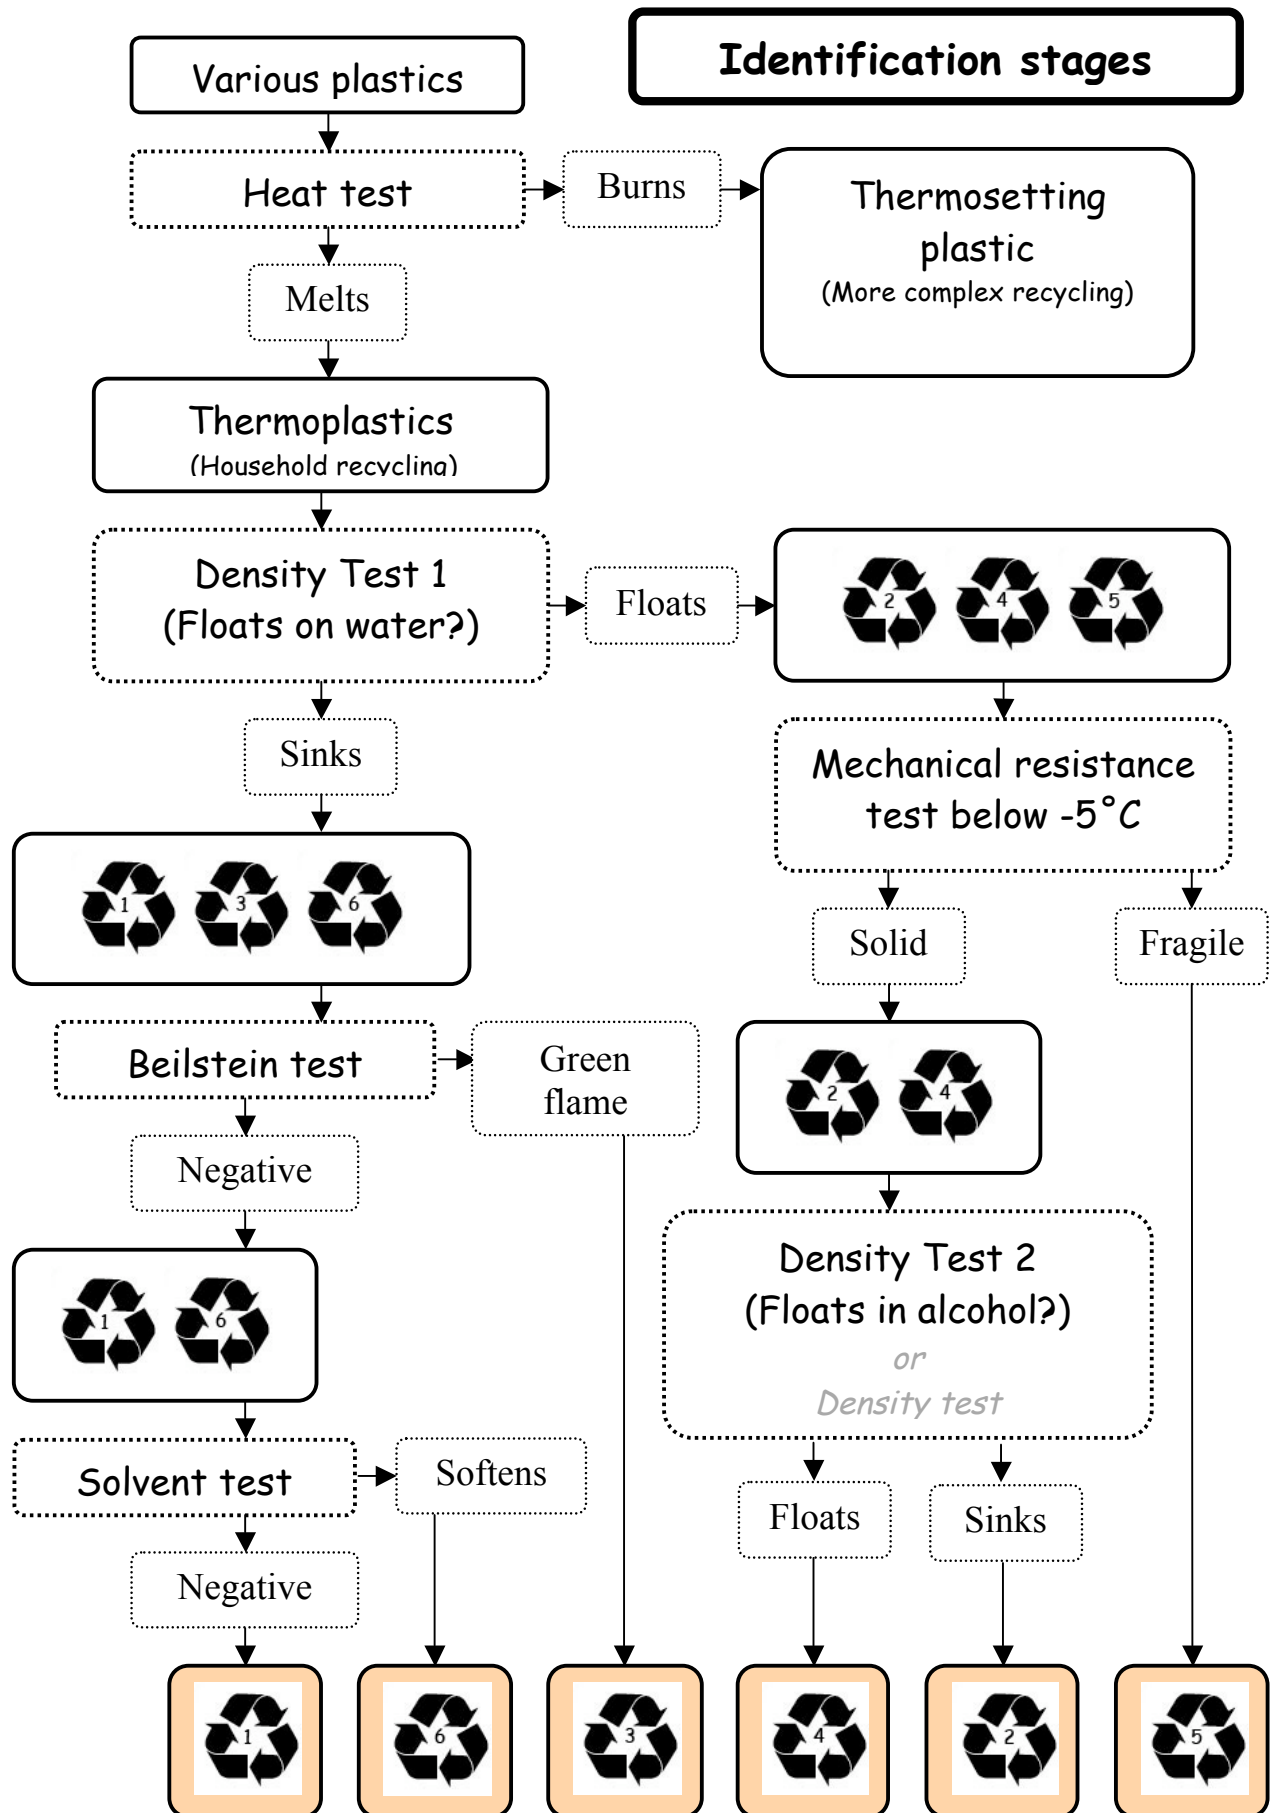 Identification stages
Various plastics
Heat test
Burns
Thermosetting
plastic
(More complex recycling)
Melts
Thermoplastics
(Household recycling)
Density Test 1
(Floats on water?)
Floats
2 4 5
Sinks
Mechanical resistance
test below -5°C
1 3 6
Solid
Fragile
Beilstein test
Green
flame
2 4
Negative
1 6
Density Test 2
(Floats in alcohol?)
or
Density test
Solvent test
Softens
Floats
Sinks
Negative
1
6
3
4
2
5